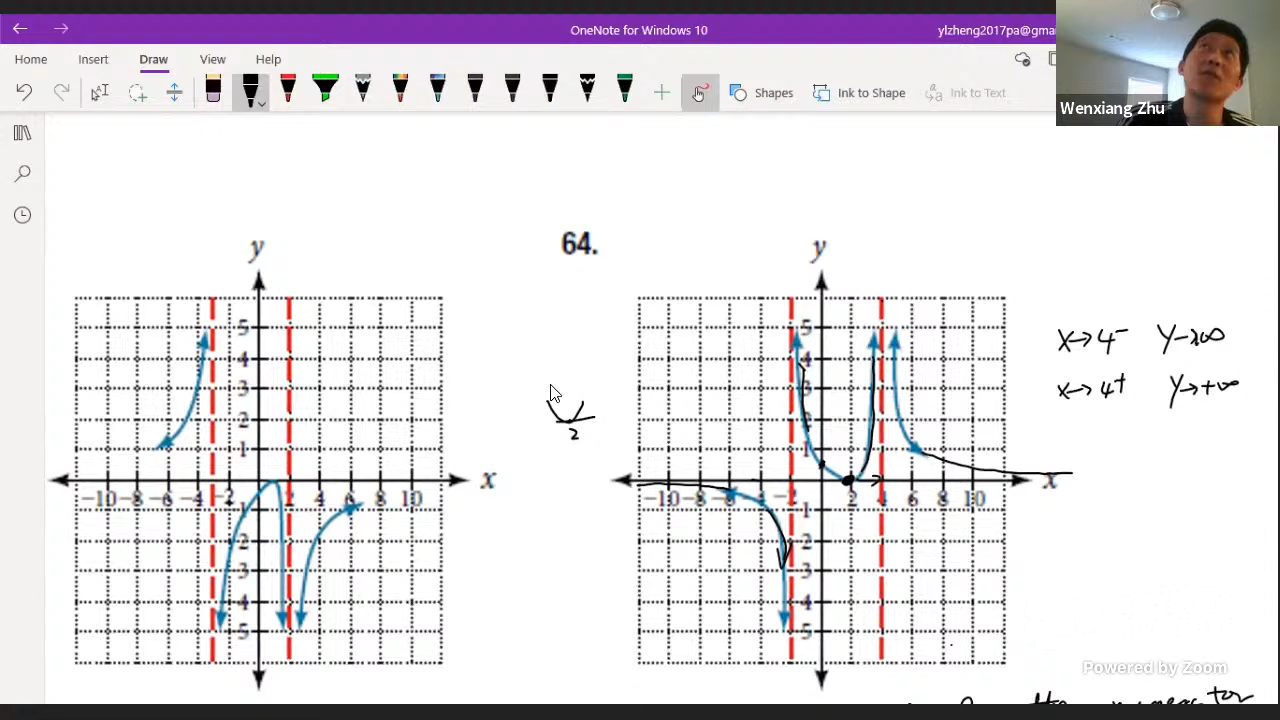 OneNote for Windows 10
ylzheng2017pa@gma
Home Insert Draw View Help
Shapes Ink to Shape Ink to Text
Wenxiang Zhu
64.
y
5
4
3
2
1
-10 -8 -6 -4 -2 2 4 6 8 10 x
1
2
3
4
5
2
y
5
4
3
2
1
-10 -8 -6 -4 -2 2 4 6 8 10 x
1
2
3
4
5
x→4⁻ y→∞
x→4⁺ y→+∞
Powered by Zoom